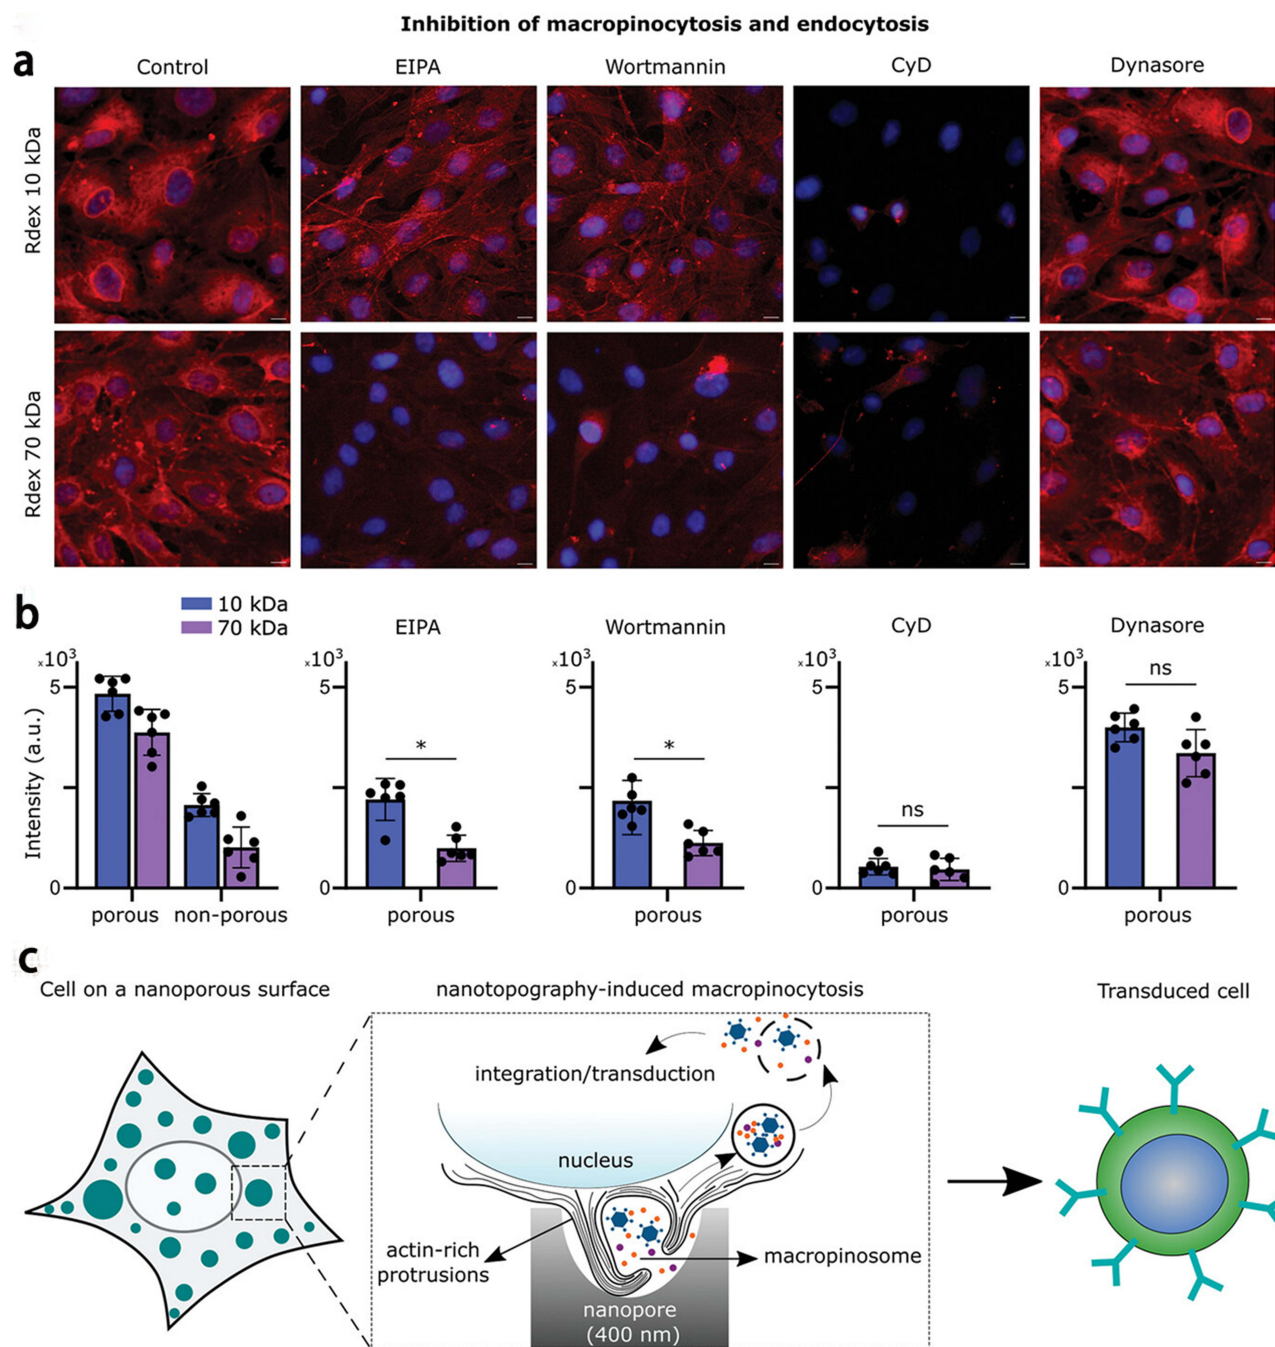 Inhibition of macropinocytosis and endocytosis
a
Control
EIPA
Wortmannin
CyD
Dynasore
Rdex 10 kDa
Rdex 70 kDa
b
10 kDa
70 kDa
EIPA
Wortmannin
CyD
Dynasore
Intensity (a.u.)
x10³
5
0
porous
non-porous
x10³
5
0
*
porous
x10³
5
0
*
porous
x10³
5
0
ns
porous
x10³
5
0
ns
porous
c
Cell on a nanoporous surface
nanotopography-induced macropinocytosis
Transduced cell
integration/transduction
nucleus
actin-rich
protrusions
macropinosome
nanopore
(400 nm)